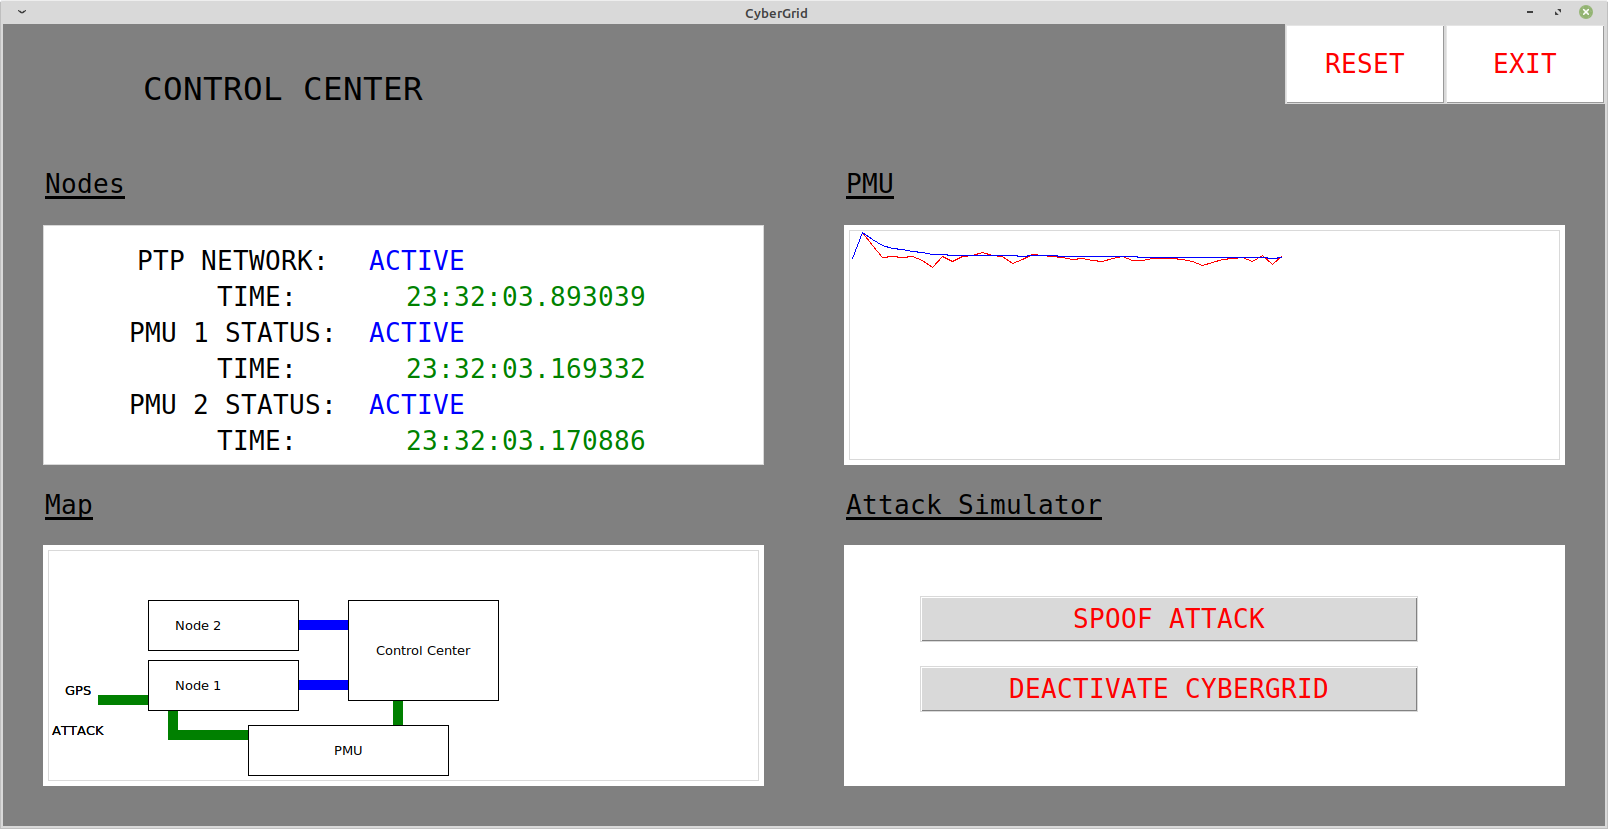 CyberGrid
RESET EXIT
CONTROL CENTER
Nodes
PTP NETWORK: ACTIVE
TIME: 23:32:03.893039
PMU 1 STATUS: ACTIVE
TIME: 23:32:03.169332
PMU 2 STATUS: ACTIVE
TIME: 23:32:03.170886
PMU
Map
Node 2
Control Center
Node 1
GPS
ATTACK
PMU
Attack Simulator
SPOOF ATTACK
DEACTIVATE CYBERGRID